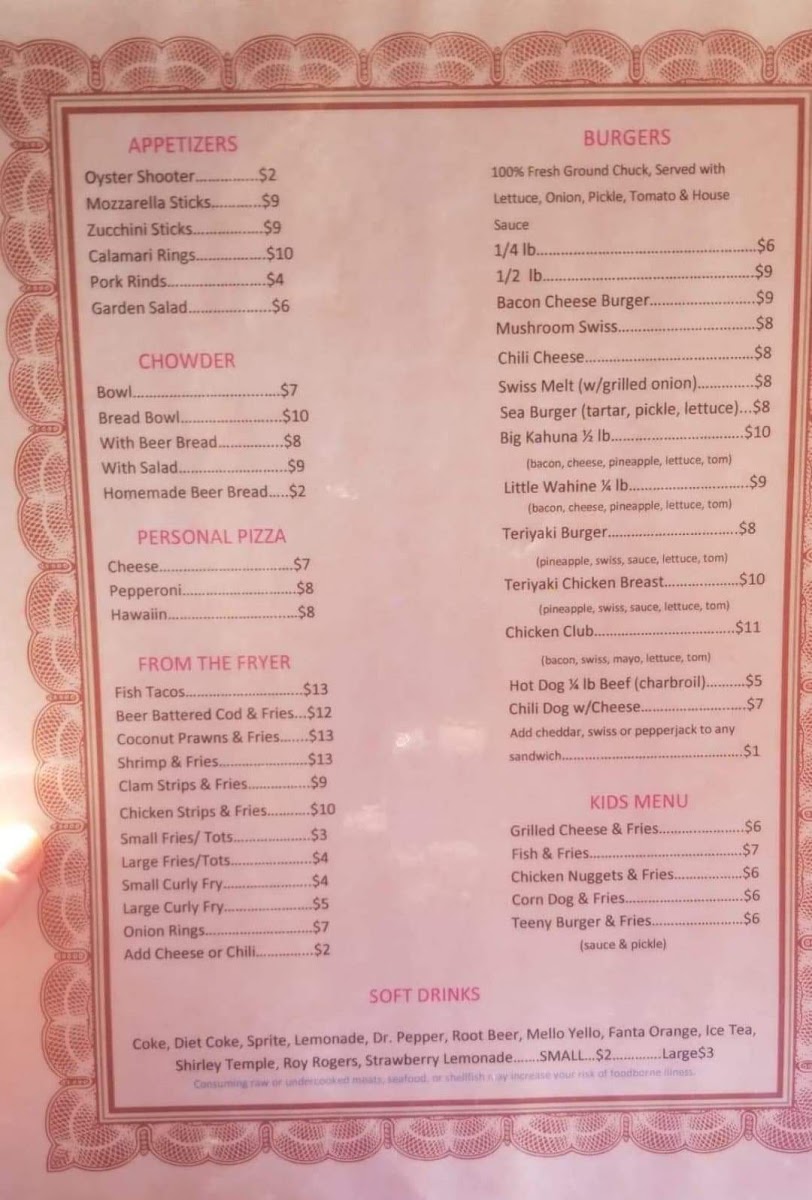 APPETIZERS
Oyster Shooter...............$2
Mozzarella Sticks............$9
Zucchini Sticks.................$9
Calamari Rings.................$10
Pork Rinds........................$4
Garden Salad....................$6
CHOWDER
Bowl...................................$7
Bread Bowl........................$10
With Beer Bread................$8
With Salad..........................$9
Homemade Beer Bread.....$2
PERSONAL PIZZA
Cheese................................$7
Pepperoni...........................$8
Hawaiin...............................$8
FROM THE FRYER
Fish Tacos............................$13
Beer Battered Cod & Fries...$12
Coconut Prawns & Fries.......$13
Shrimp & Fries.....................$13
Clam Strips & Fries...............$9
Chicken Strips & Fries...........$10
Small Fries/ Tots...................$3
Large Fries/Tots....................$4
Small Curly Fry......................$4
Large Curly Fry......................$5
Onion Rings..........................$7
Add Cheese or Chili..............$2
BURGERS
100% Fresh Ground Chuck, Served with
Lettuce, Onion, Pickle, Tomato & House
Sauce
1/4 lb.....................................................$6
1/2 lb....................................................$9
Bacon Cheese Burger.........................$9
Mushroom Swiss.................................$8
Chili Cheese.........................................$8
Swiss Melt (w/grilled onion)..............$8
Sea Burger (tartar, pickle, lettuce)...$8
Big Kahuna ½ lb................................$10
(bacon, cheese, pineapple, lettuce, tom)
Little Wahine ¼ lb.............................$9
(bacon, cheese, pineapple, lettuce, tom)
Teriyaki Burger................................$8
(pineapple, swiss, sauce, lettuce, tom)
Teriyaki Chicken Breast..................$10
(pineapple, swiss, sauce, lettuce, tom)
Chicken Club..................................$11
(bacon, swiss, mayo, lettuce, tom)
Hot Dog ¼ lb Beef (charbroil)..........$5
Chili Dog w/Cheese..........................$7
Add cheddar, swiss or pepperjack to any
sandwich...........................................$1
KIDS MENU
Grilled Cheese & Fries.....................$6
Fish & Fries.....................................$7
Chicken Nuggets & Fries.................$6
Corn Dog & Fries.............................$6
Teeny Burger & Fries.......................$6
(sauce & pickle)
SOFT DRINKS
Coke, Diet Coke, Sprite, Lemonade, Dr. Pepper, Root Beer, Mello Yello, Fanta Orange, Ice Tea,
Shirley Temple, Roy Rogers, Strawberry Lemonade.......SMALL...$2.............Large$3
Consuming raw or undercooked meats, seafood, or shellfish may increase your risk of foodborne illness.